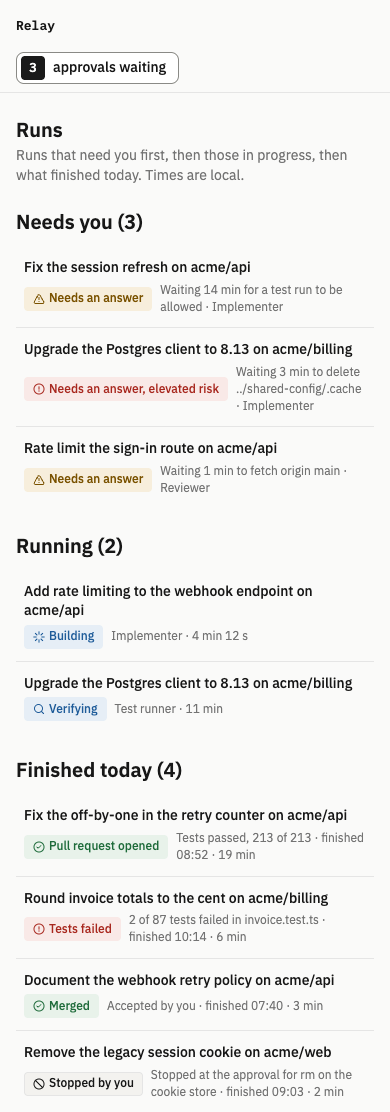 Relay
3 approvals waiting
Runs
Runs that need you first, then those in progress, then
what finished today. Times are local.
Needs you (3)
Fix the session refresh on acme/api
Needs an answer
Waiting 14 min for a test run to be
allowed · Implementer
Upgrade the Postgres client to 8.13 on acme/billing
Needs an answer, elevated risk
Waiting 3 min to delete
../shared-config/.cache
· Implementer
Rate limit the sign-in route on acme/api
Needs an answer
Waiting 1 min to fetch origin main ·
Reviewer
Running (2)
Add rate limiting to the webhook endpoint on
acme/api
Building
Implementer · 4 min 12 s
Upgrade the Postgres client to 8.13 on acme/billing
Verifying
Test runner · 11 min
Finished today (4)
Fix the off-by-one in the retry counter on acme/api
Pull request opened
Tests passed, 213 of 213 · finished
08:52 · 19 min
Round invoice totals to the cent on acme/billing
Tests failed
2 of 87 tests failed in invoice.test.ts ·
finished 10:14 · 6 min
Document the webhook retry policy on acme/api
Merged
Accepted by you · finished 07:40 · 3 min
Remove the legacy session cookie on acme/web
Stopped by you
Stopped at the approval for rm on the
cookie store · finished 09:03 · 2 min